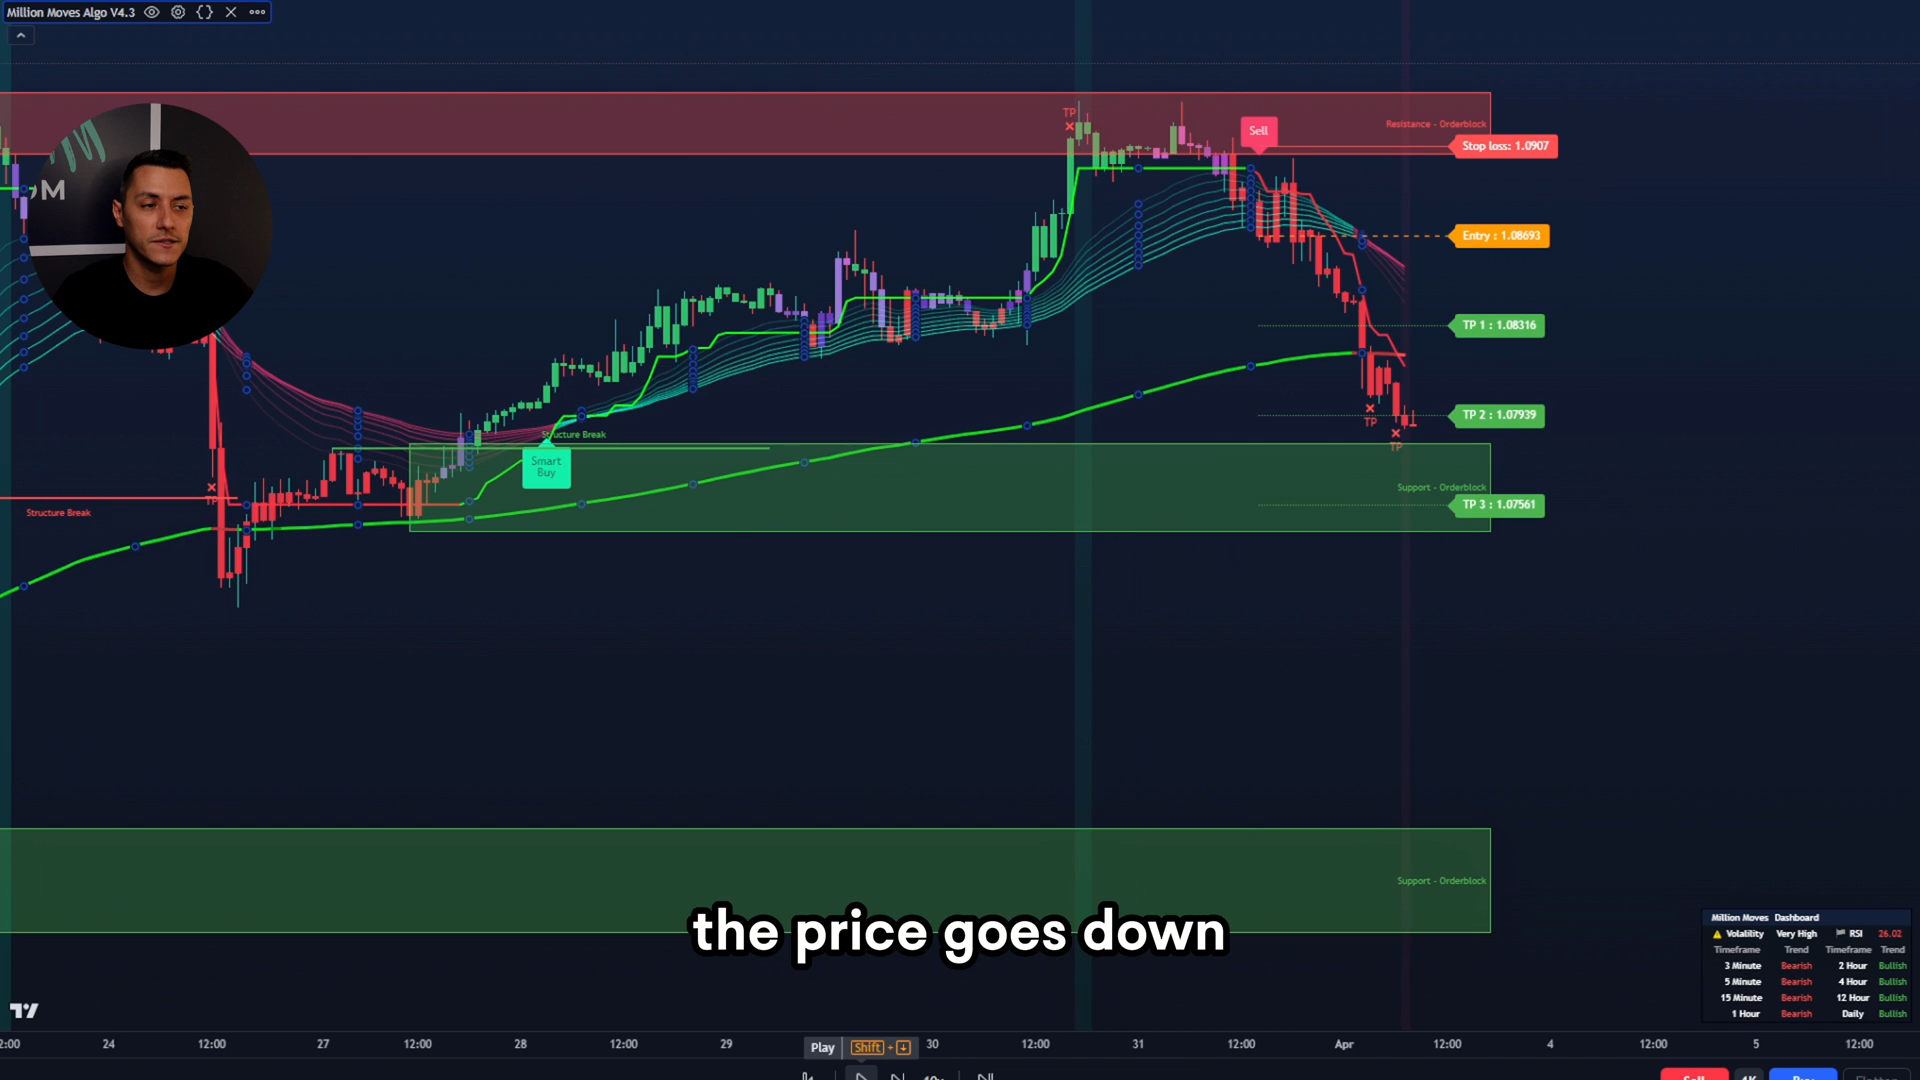 Million Moves Algo V4.3
TP
Sell
Resistance - Orderblock
Stop loss: 1.0907
OM
Entry : 1.08693
TP 1 : 1.08316
TP
TP 2 : 1.07939
TP
Structure Break
Smart
Buy
Support - Orderblock
TP
TP 3 : 1.07561
Structure Break
Support - Orderblock
the price goes down
Million Moves Dashboard
Volatility Very High RSI 26.02
Timeframe Trend Timeframe Trend
3 Minute Bearish 2 Hour Bullish
5 Minute Bearish 4 Hour Bullish
15 Minute Bearish 12 Hour Bullish
1 Hour Bearish Daily Bullish
2:00 24 12:00 27 12:00 28 12:00 29 Play Shift + 30 12:00 31 12:00 Apr 12:00 4 12:00 5 12:00
Sell 1K Buy